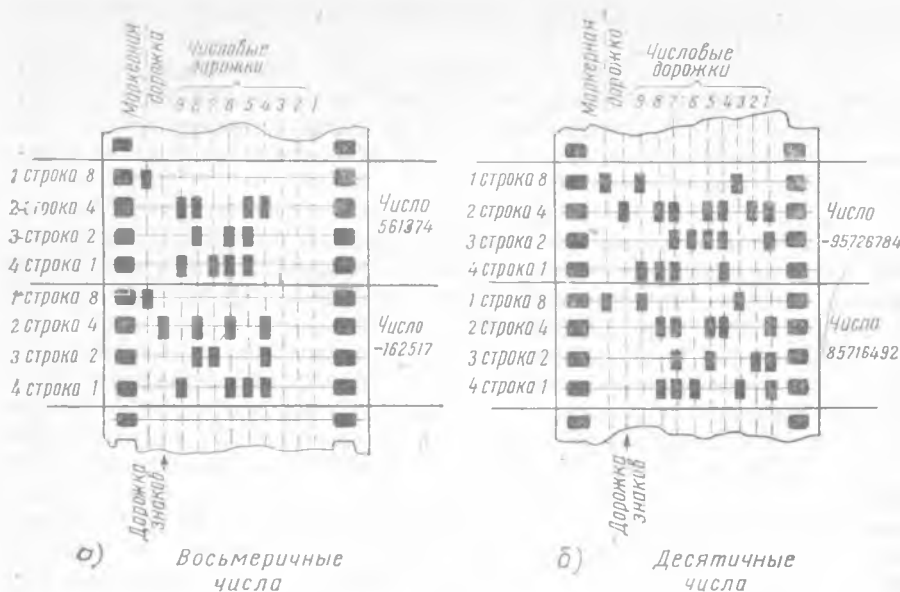 Маркерная дорожка
Числовые дорожки
9 8 7 6 5 4 3 2 1
1 строка 8
2 строка 4
3 строка 2
4 строка 1
1 строка 8
2 строка 4
3 строка 2
4 строка 1
Число
561374
Число
-162517
Дорожка знаков
а)
Восьмеричные
числа
Маркерная дорожка
Числовые
дорожки
9 8 7 6 5 4 3 2 1
1 строка 8
2 строка 4
3 строка 2
4 строка 1
1 строка 8
2 строка 4
3 строка 2
4 строка 1
Число
-95726784
Число
85716492
Дорожка знаков
б)
Десятичные
числа